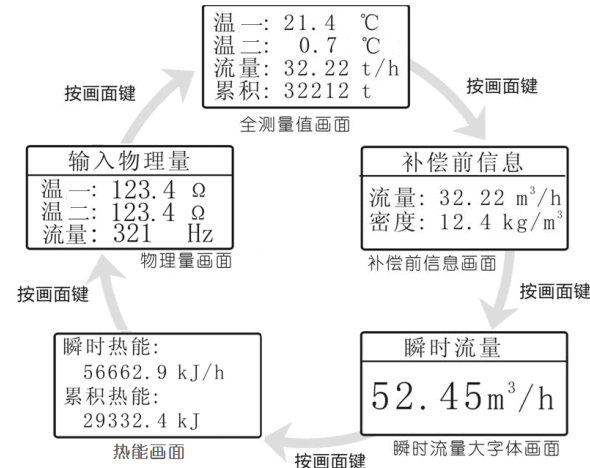 温一: 21.4 ℃
温二: 0.7 ℃
流量: 32.22 t/h
累积: 32212 t
全测量值画面
按画面键
按画面键
输入物理量
温一: 123.4 Ω
温二: 123.4 Ω
流量: 321 Hz
物理量画面
补偿前信息
流量: 32.22 m³/h
密度: 12.4 kg/m³
补偿前信息画面
按画面键
按画面键
瞬时热能:
56662.9 kJ/h
累积热能:
29332.4 kJ
热能画面
瞬时流量
52.45m³/h
瞬时流量大字体画面
按画面键